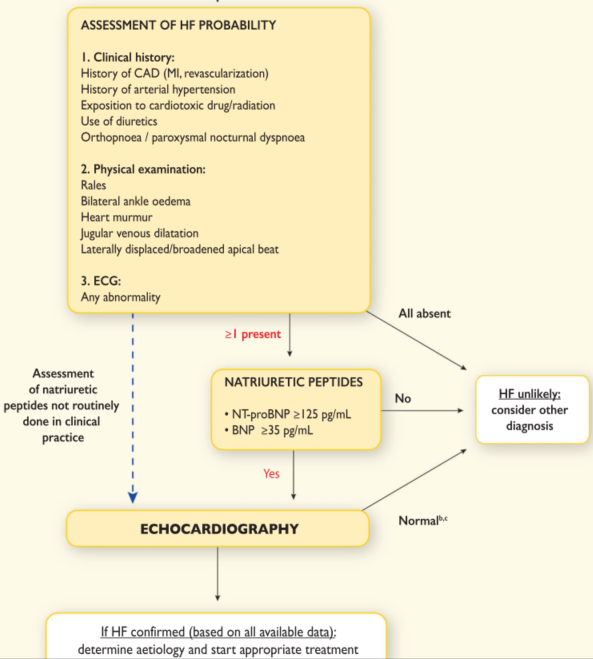 ASSESSMENT OF HF PROBABILITY
1. Clinical history:
History of CAD (MI, revascularization)
History of arterial hypertension
Exposition to cardiotoxic drug/radiation
Use of diuretics
Orthopnoea / paroxysmal nocturnal dyspnoea
2. Physical examination:
Rales
Bilateral ankle oedema
Heart murmur
Jugular venous dilatation
Laterally displaced/broadened apical beat
3. ECG:
Any abnormality
≥1 present
All absent
Assessment
of natriuretic
peptides not routinely
done in clinical
practice
NATRIURETIC PEPTIDES
• NT-proBNP ≥125 pg/mL
• BNP ≥35 pg/mL
No
HF unlikely:
consider other
diagnosis
Yes
Normalb,c
ECHOCARDIOGRAPHY
If HF confirmed (based on all available data):
determine aetiology and start appropriate treatment